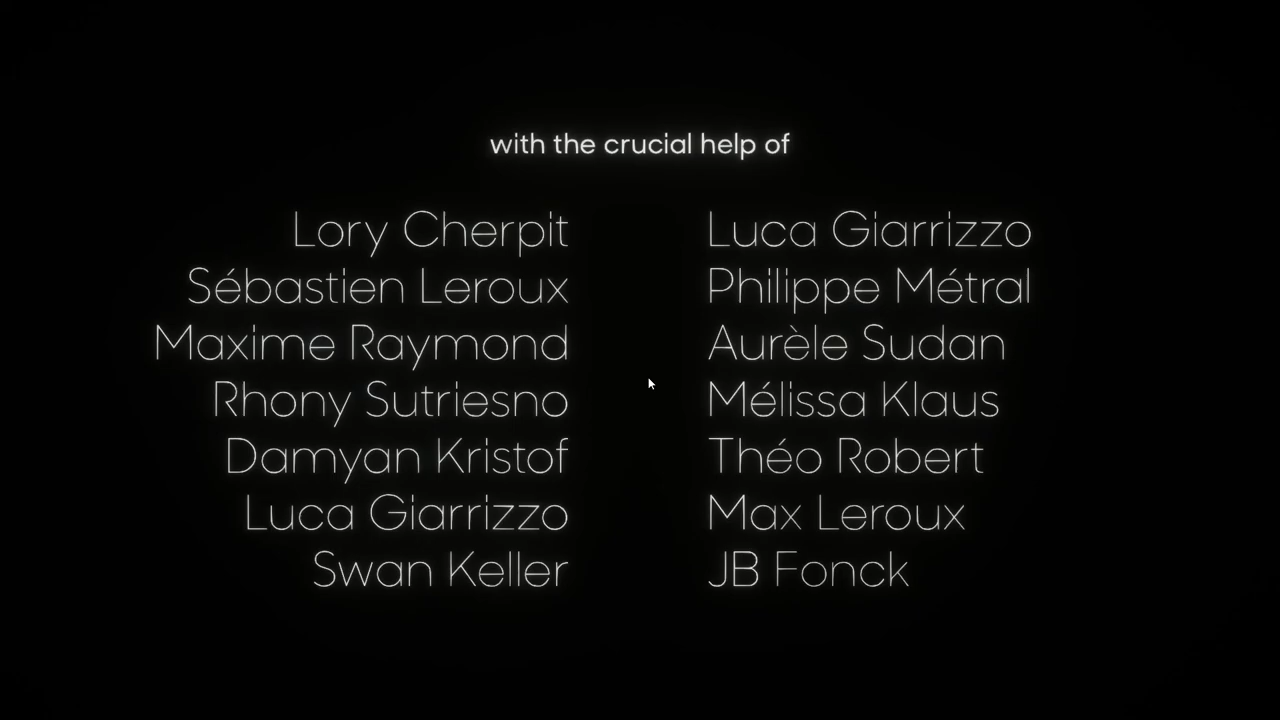 with the crucial help of
Lory Cherpit
Sébastien Leroux
Maxime Raymond
Rhony Sutriesno
Damyan Kristof
Luca Giarrizzo
Swan Keller
Luca Giarrizzo
Philippe Métral
Aurèle Sudan
Mélissa Klaus
Théo Robert
Max Leroux
JB Fonck